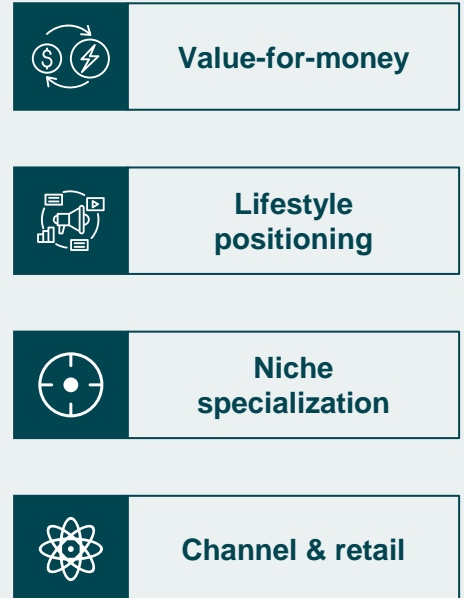 Value-for-money
Lifestyle
positioning
Niche
specialization
Channel & retail